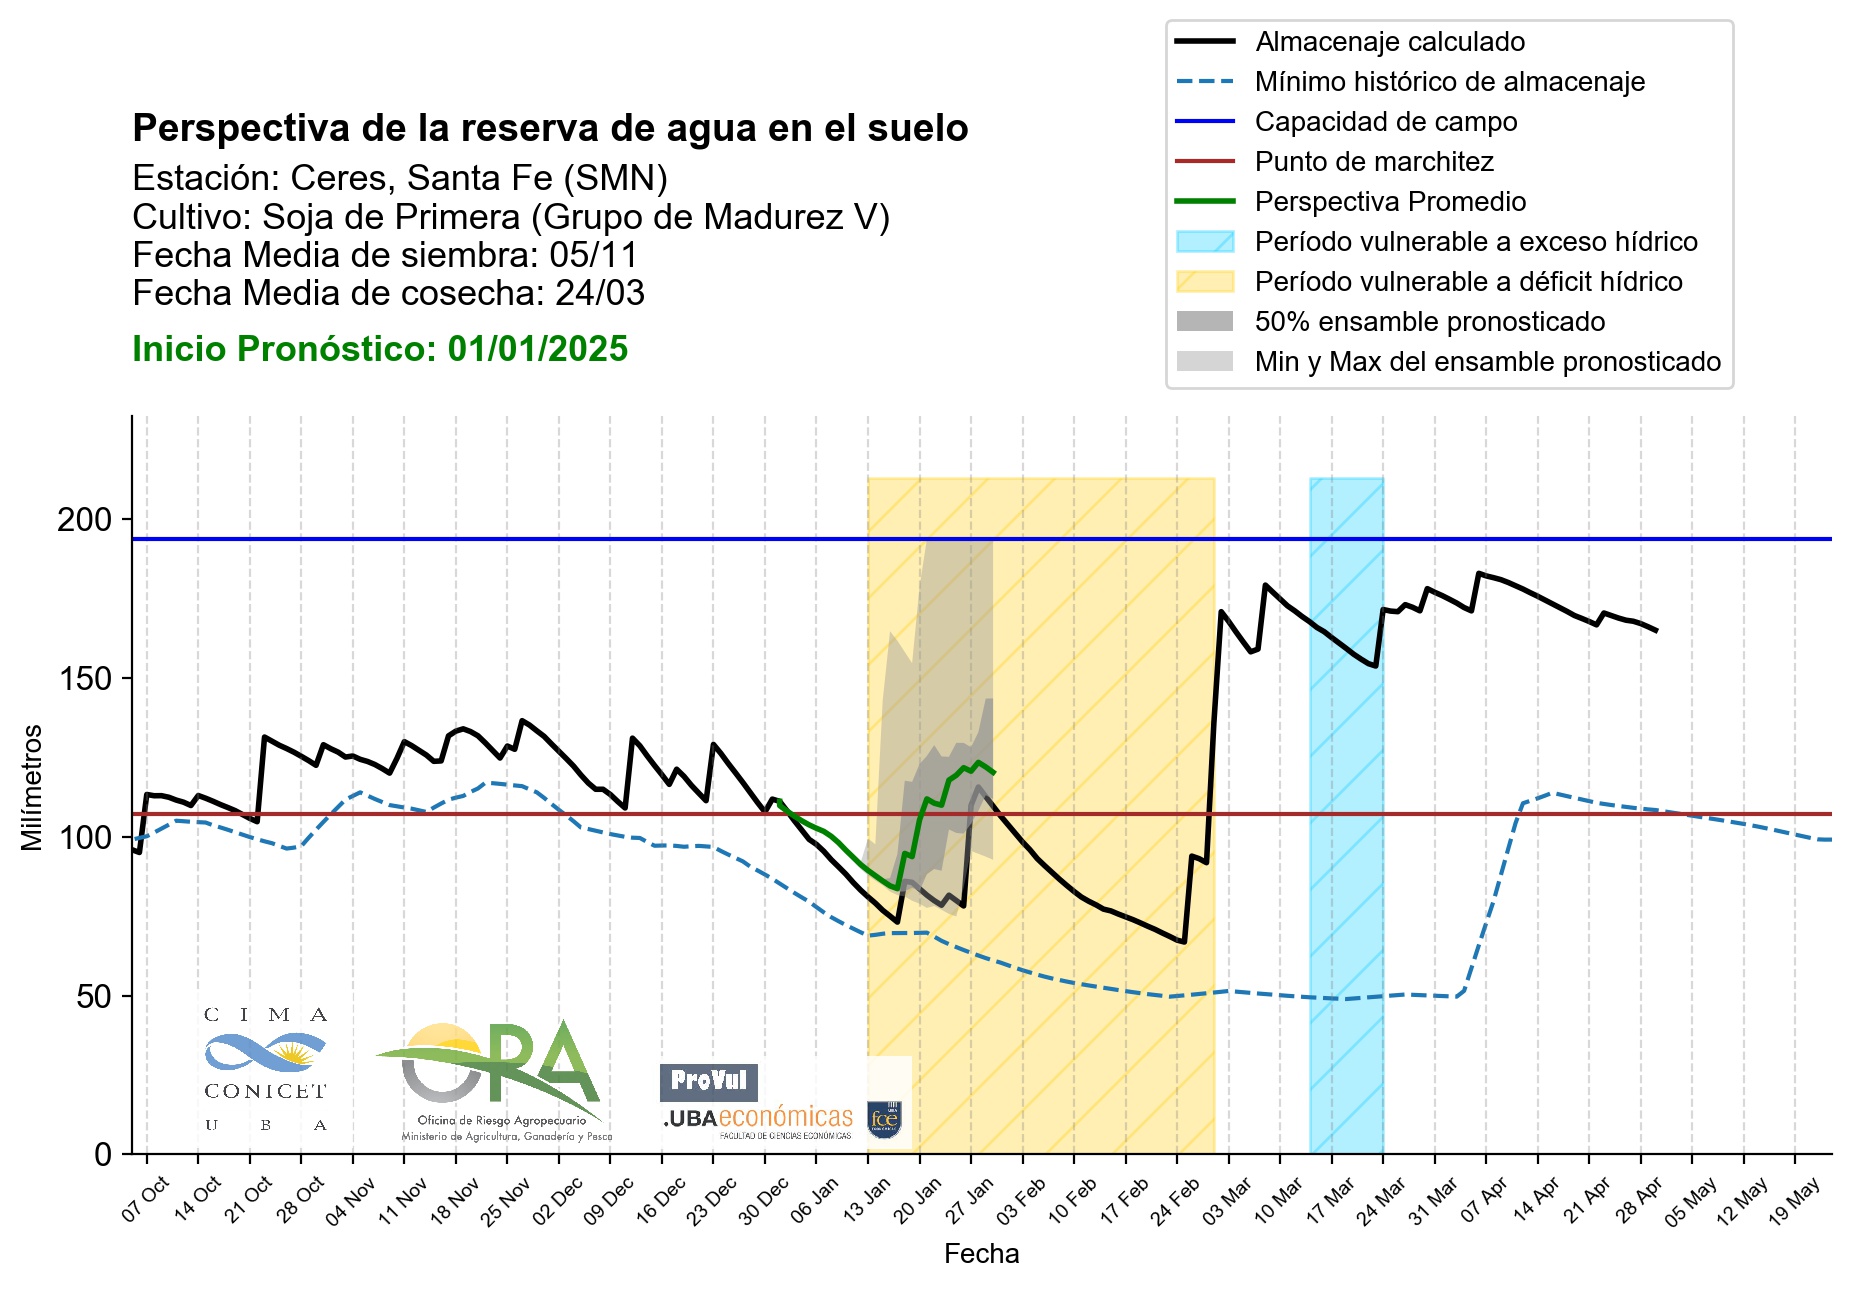 Almacenaje calculado
Mínimo histórico de almacenaje
Capacidad de campo
Punto de marchitez
Perspectiva Promedio
Período vulnerable a exceso hídrico
Período vulnerable a déficit hídrico
50% ensamble pronosticado
Min y Max del ensamble pronosticado
Perspectiva de la reserva de agua en el suelo
Estación: Ceres, Santa Fe (SMN)
Cultivo: Soja de Primera (Grupo de Madurez V)
Fecha Media de siembra: 05/11
Fecha Media de cosecha: 24/03
Inicio Pronóstico: 01/01/2025
Milímetros
200
150
100
50
0
C I M A
CONICET
U B A
ORA
Oficina de Riesgo Agropecuario
Ministerio de Agricultura, Ganadería y Pesca
ProVul
.UBAeconómicas
FACULTAD DE CIENCIAS ECONÓMICAS
UBA
fce
ECONÓMICAS
07 Oct
14 Oct
21 Oct
28 Oct
04 Nov
11 Nov
18 Nov
25 Nov
02 Dec
09 Dec
16 Dec
23 Dec
30 Dec
06 Jan
13 Jan
20 Jan
27 Jan
03 Feb
10 Feb
17 Feb
24 Feb
03 Mar
10 Mar
17 Mar
24 Mar
31 Mar
07 Apr
14 Apr
21 Apr
28 Apr
05 May
12 May
19 May
Fecha